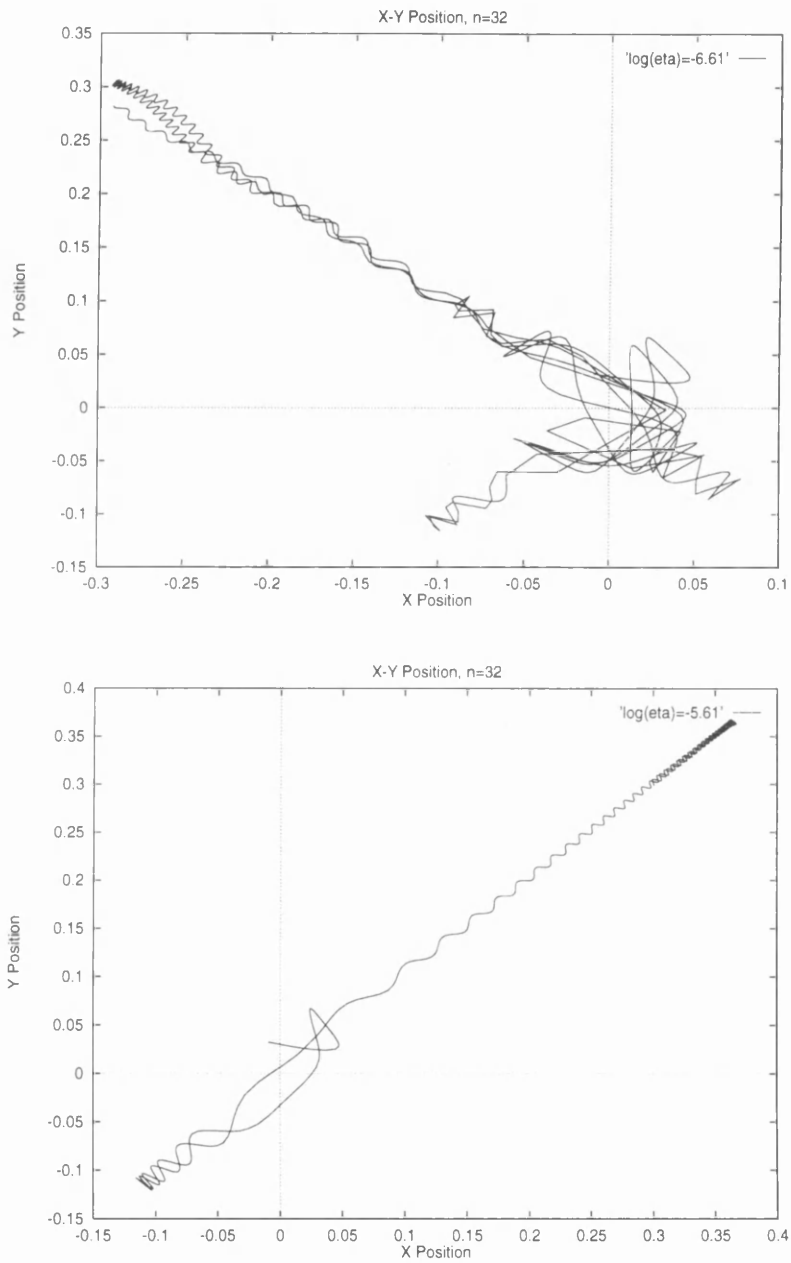 X-Y Position, n=32
0.35
'log(eta)=-6.61'
0.3
0.25
0.2
0.15
0.1
0.05
0
-0.05
-0.1
-0.15
Y Position
-0.3 -0.25 -0.2 -0.15 -0.1 -0.05 0 0.05 0.1
X Position
X-Y Position, n=32
0.4
'log(eta)=-5.61'
0.35
0.3
0.25
0.2
0.15
0.1
0.05
0
-0.05
-0.1
-0.15
Y Position
-0.15 -0.1 -0.05 0 0.05 0.1 0.15 0.2 0.25 0.3 0.35 0.4
X Position